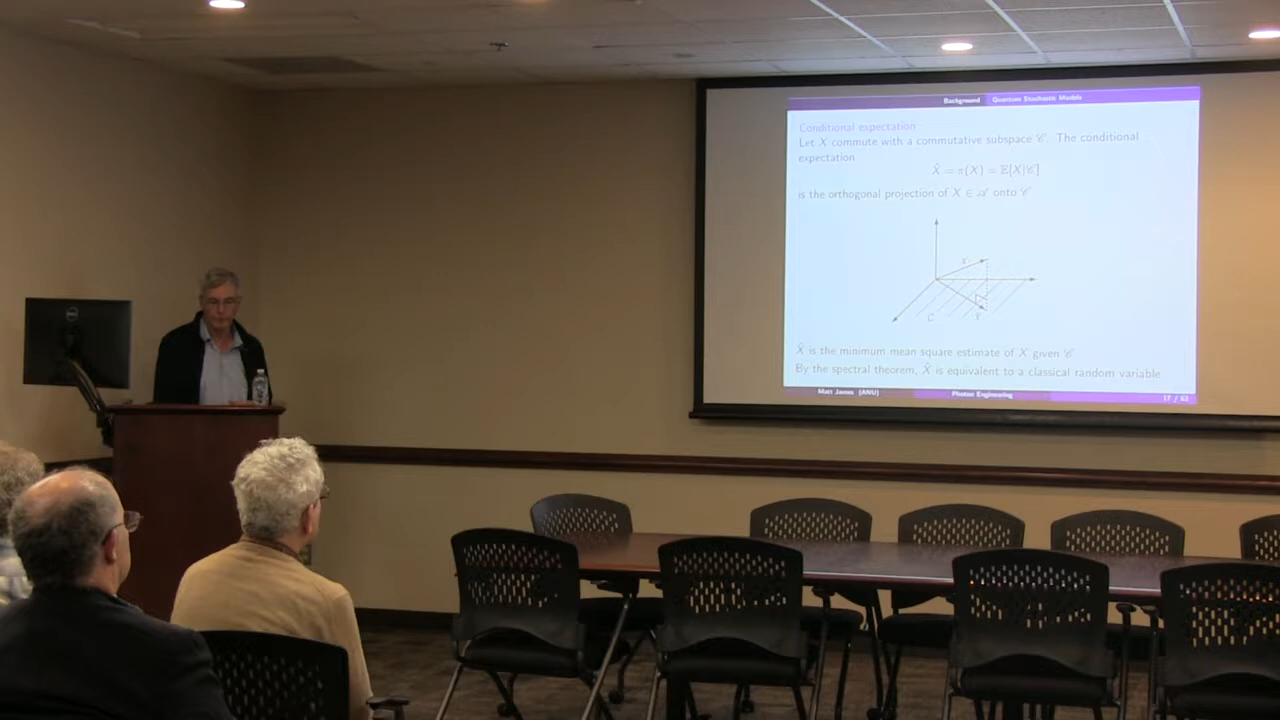 Background Quantum Stochastic Models
Conditional expectation
Let X commute with a commutative subspace 𝒞. The conditional
expectation
X̂ = π(X) = 𝔼[X|𝒞]
is the orthogonal projection of X ∈ 𝒜 onto 𝒞
X
C
X̂ is the minimum mean square estimate of X given 𝒞
By the spectral theorem, X̂ is equivalent to a classical random variable
Matt James (ANU) Photon Engineering 17 / 63
DELL